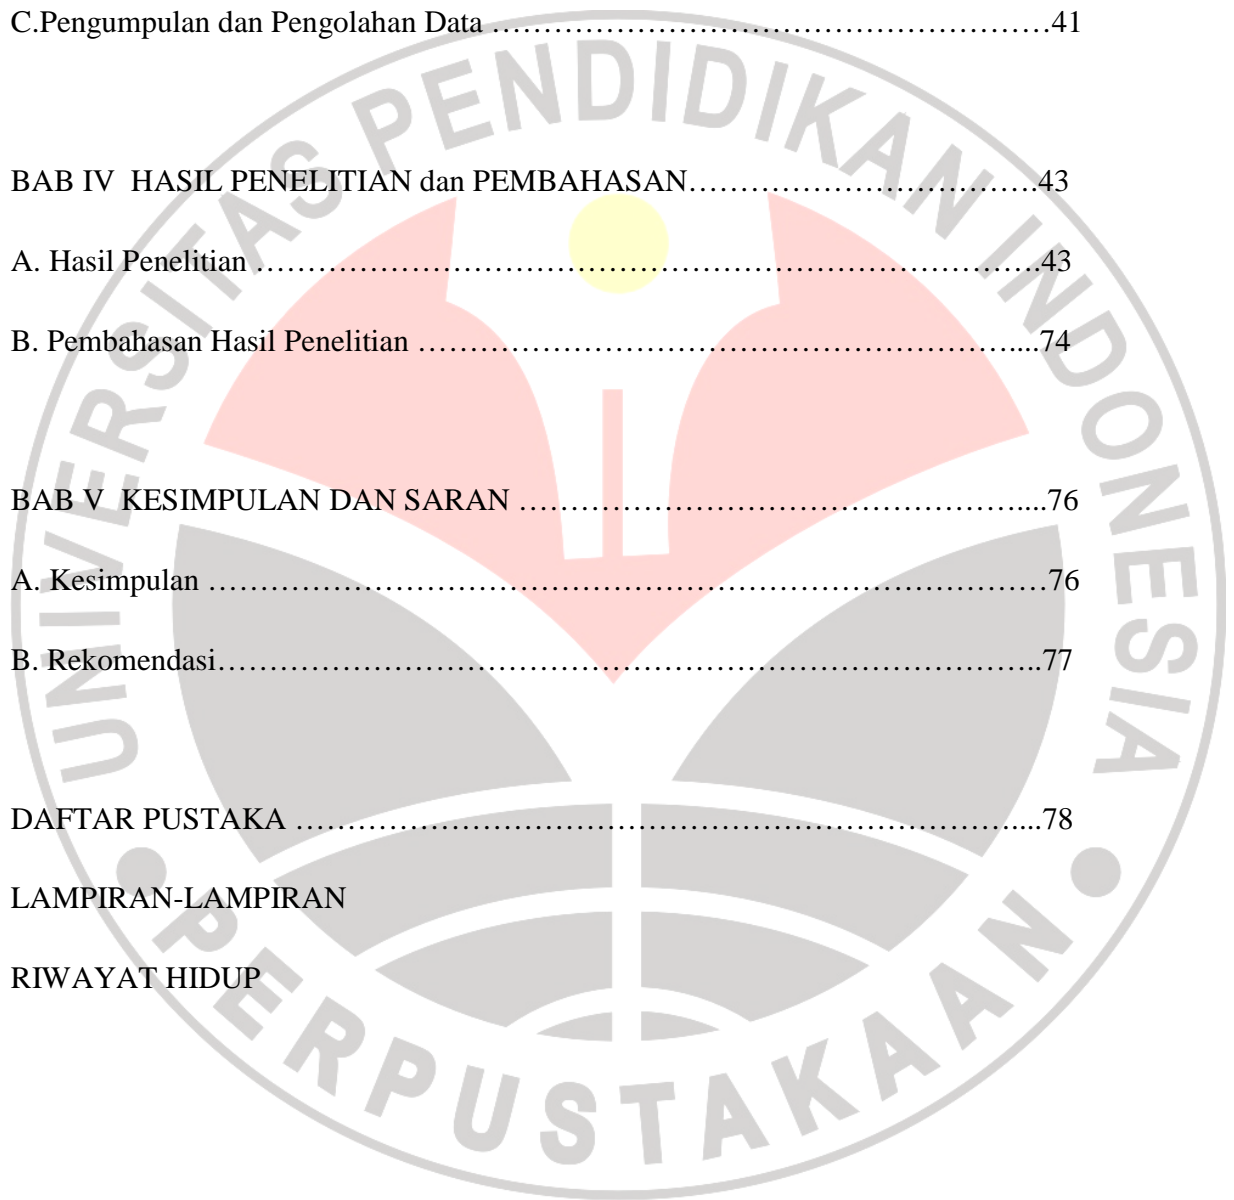 C.Pengumpulan dan Pengolahan Data ………………………………………………41
BAB IV  HASIL PENELITIAN dan PEMBAHASAN…………………………….43
A. Hasil Penelitian ………………………………………………………………….43
B. Pembahasan Hasil Penelitian …………………………………………………....74
BAB V  KESIMPULAN DAN SARAN …………………………………………....76
A. Kesimpulan ………………………………………………………………………76
B. Rekomendasi……………………………………………………………………..77
DAFTAR PUSTAKA ……………………………………………………………....78
LAMPIRAN-LAMPIRAN
RIWAYAT HIDUP
UNIVERSITAS PENDIDIKAN INDONESIA
PERPUSTAKAAN